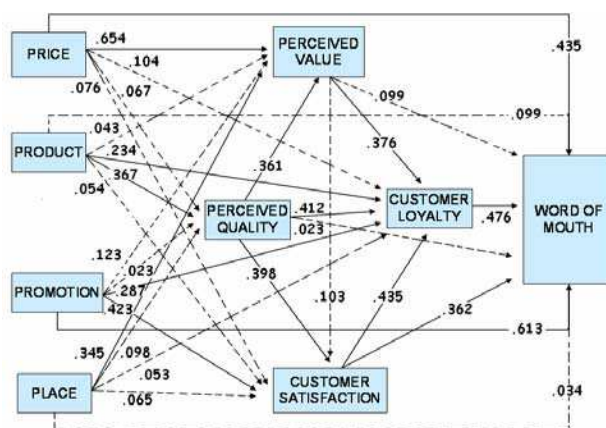 .654
PERCEIVED
VALUE
.435
PRICE
.104
.076
.067
.099
.099
.043
.376
PRODUCT
.234
.361
.367
.054
CUSTOMER
LOYALTY
PERCEIVED
QUALITY
.412
.476
WORD OF
MOUTH
.023
.123
.023
.398
PROMOTION
.287
.103
.435
.362
.423
.613
.345
.098
.053
PLACE
.065
CUSTOMER
SATISFACTION
.034